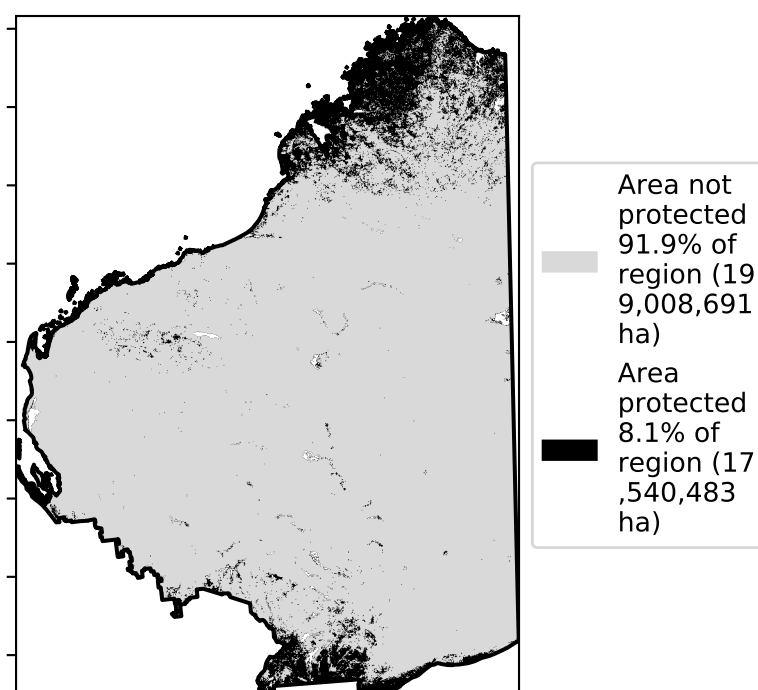 Area not
protected
91.9% of
region (19
9,008,691
ha)
Area
protected
8.1% of
region (17
,540,483
ha)